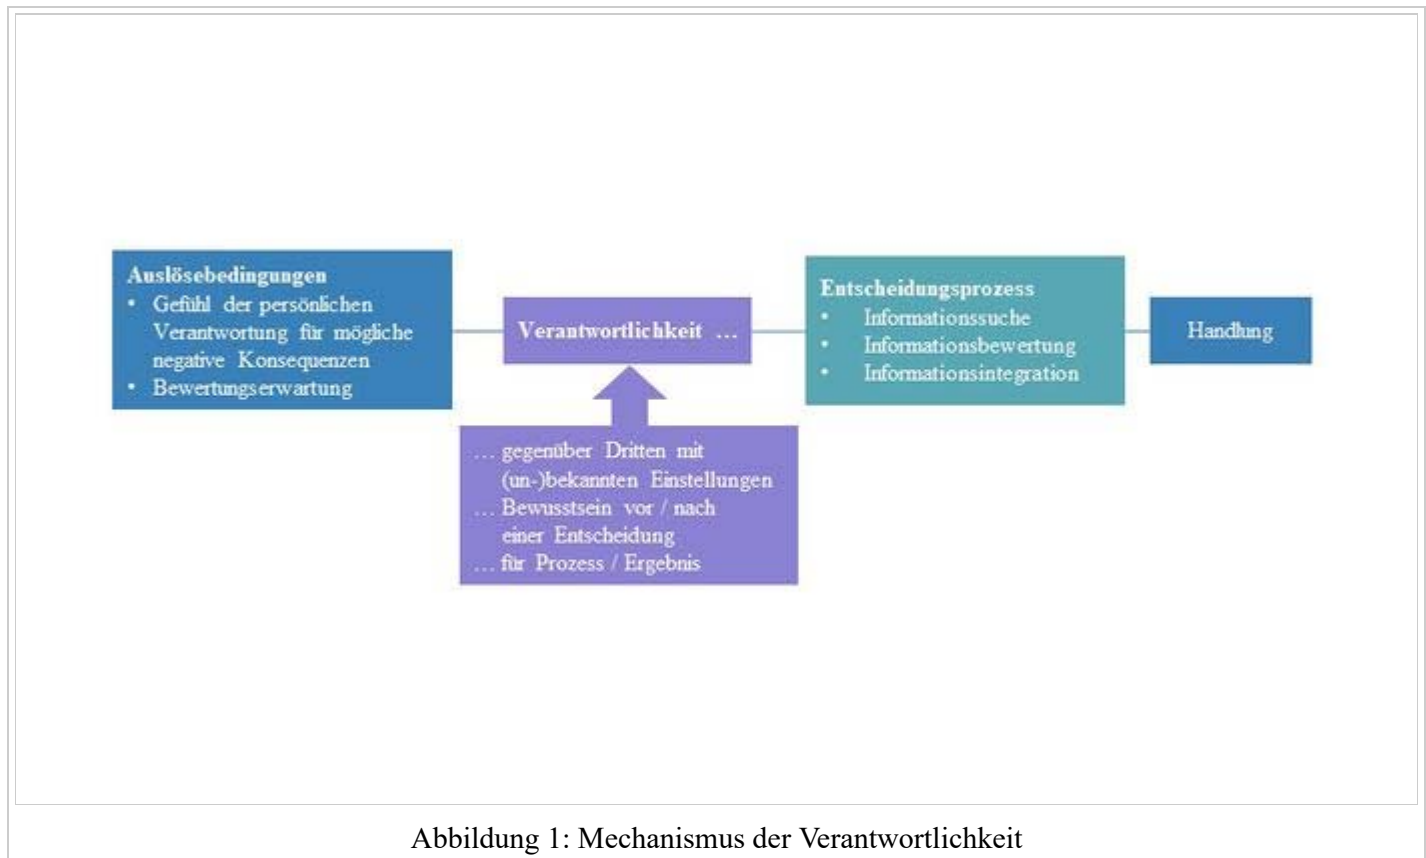 Auslösebedingungen
• Gefühl der persönlichen
Verantwortung für mögliche
negative Konsequenzen
• Bewertungserwartung
Verantwortlichkeit …
… gegenüber Dritten mit
(un-)bekannten Einstellungen
… Bewusstsein vor / nach
einer Entscheidung
… für Prozess / Ergebnis
Entscheidungsprozess
• Informationssuche
• Informationsbewertung
• Informationsintegration
Handlung
Abbildung 1: Mechanismus der Verantwortlichkeit